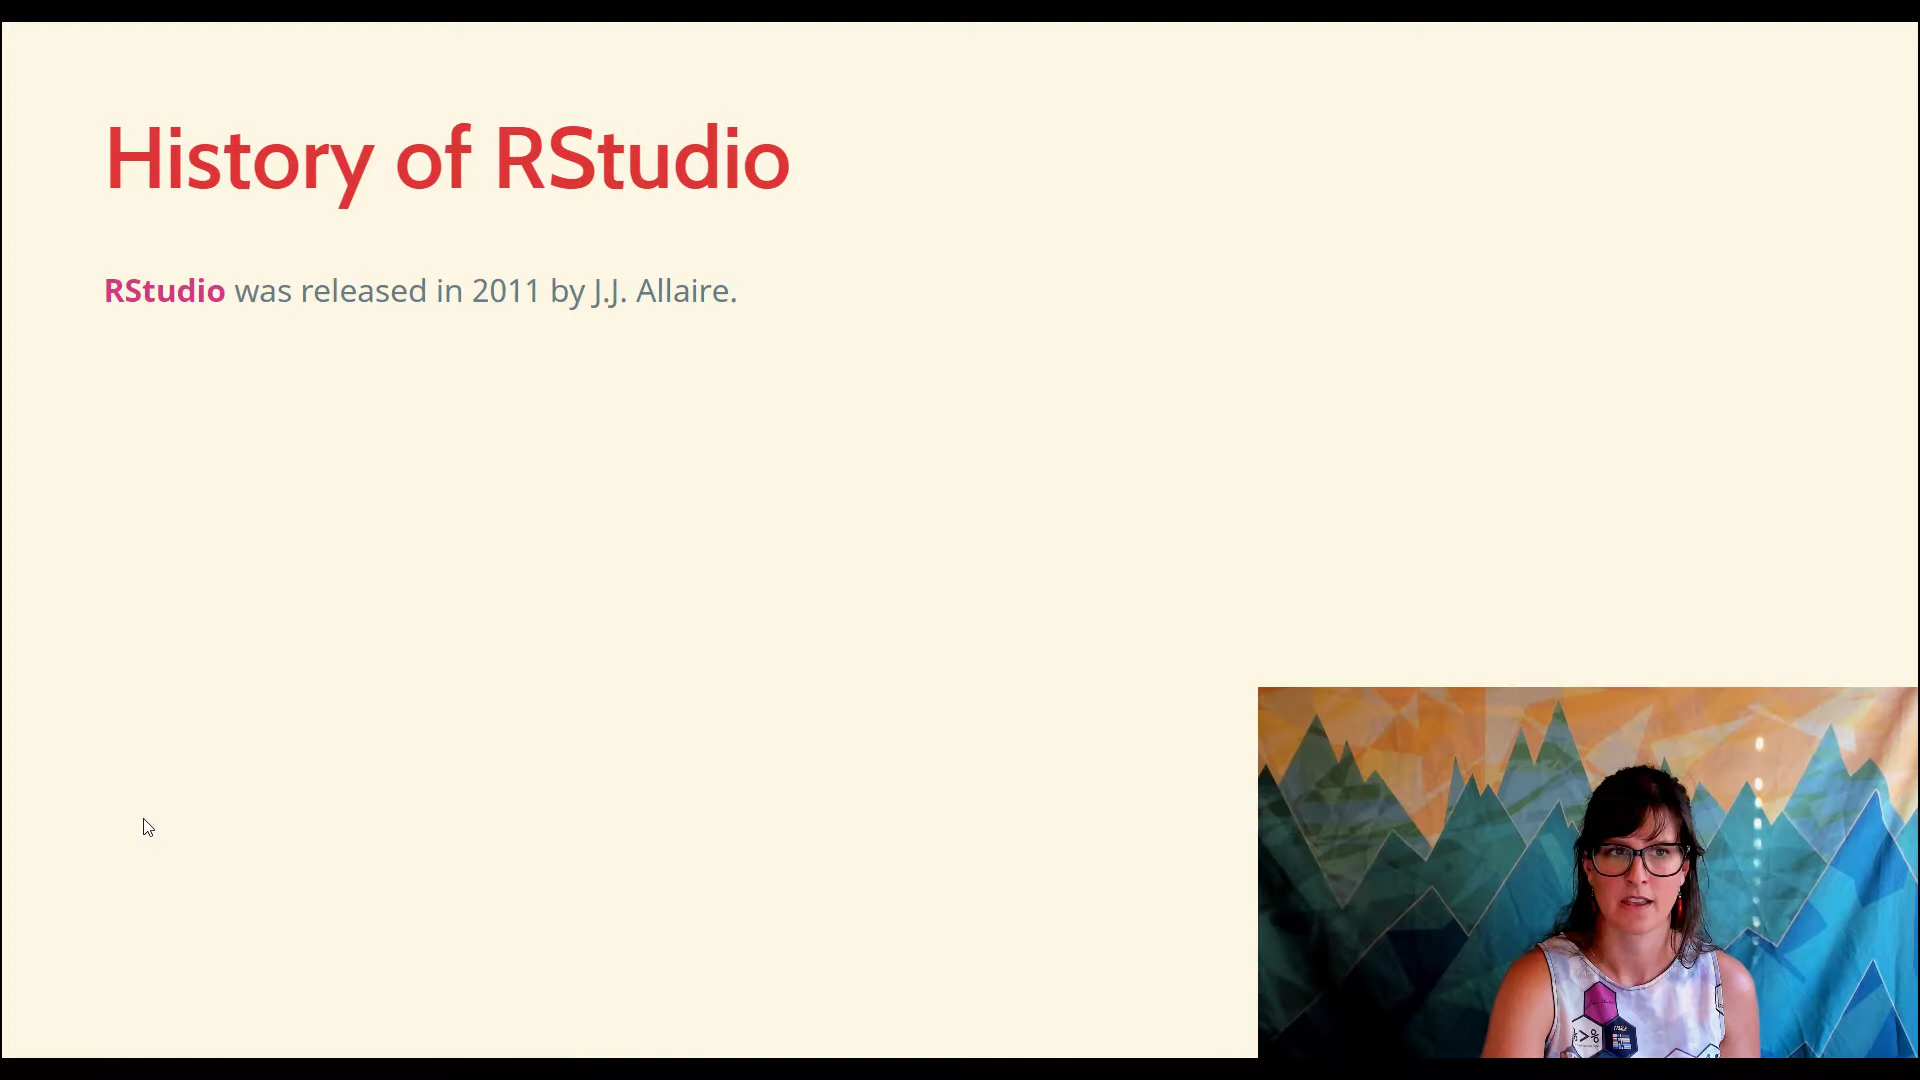 History of RStudio
RStudio was released in 2011 by J.J. Allaire.